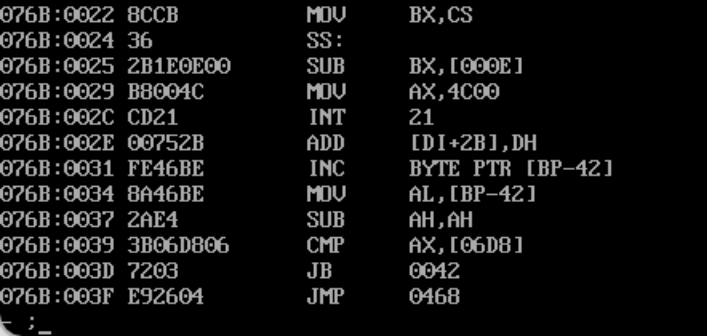 076B:0022 8CCB MOV BX,CS
076B:0024 36 SS:
076B:0025 2B1E0E00 SUB BX,[000E]
076B:0029 B8004C MOV AX,4C00
076B:002C CD21 INT 21
076B:002E 00752B ADD [DI+2B],DH
076B:0031 FE46BE INC BYTE PTR [BP-42]
076B:0034 8A46BE MOV AL,[BP-42]
076B:0037 2AE4 SUB AH,AH
076B:0039 3B06D806 CMP AX,[06D8]
076B:003D 7203 JB 0042
076B:003F E92604 JMP 0468
- ;_